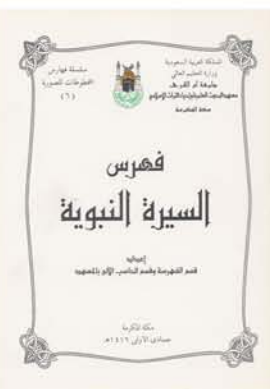 المملكة العربية السعودية
وزارة التعليم العالي
جامعة أم القرى
معهد البحوث العلمية وإحياء التراث الإسلامي
مكة المكرمة
سلسلة فهارس
المخطوطات المصورة
(٦)
فهرس
السيرة النبوية
إعداد
قسم الفهرسة وقسم الحاسب الآلي بالمعهد
مكة المكرمة
جمادى الأولى ١٤١٦هـ